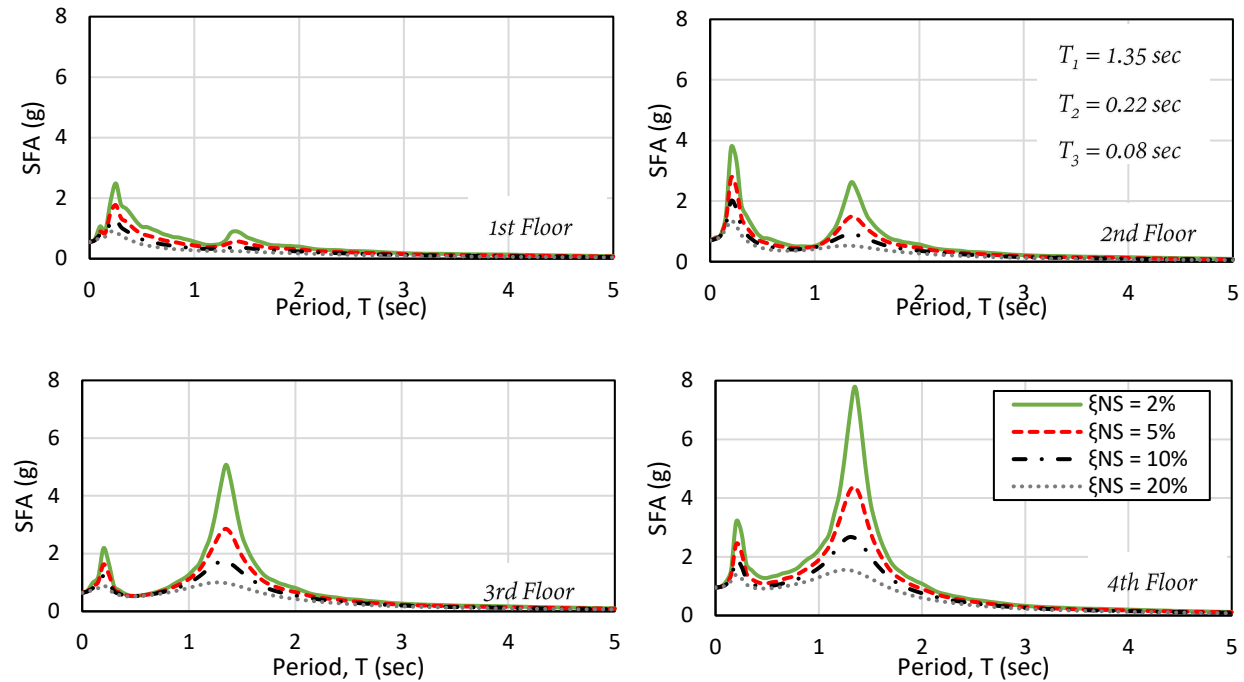 8
6
4
2
0
SFA (g)
1st Floor
0 1 2 3 4 5
Period, T (sec)
8
6
4
2
0
SFA (g)
T1 = 1.35 sec
T2 = 0.22 sec
T3 = 0.08 sec
2nd Floor
0 1 2 3 4 5
Period, T (sec)
8
6
4
2
0
SFA (g)
3rd Floor
0 1 2 3 4 5
Period, T (sec)
8
6
4
2
0
SFA (g)
ξNS = 2%
ξNS = 5%
ξNS = 10%
ξNS = 20%
4th Floor
0 1 2 3 4 5
Period, T (sec)